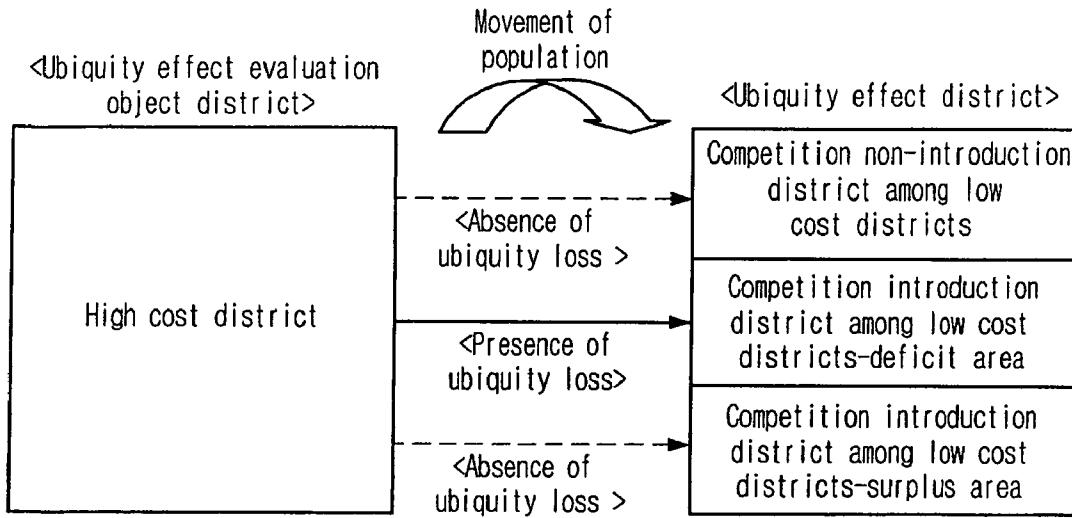 Movement of
population
<Ubiquity effect evaluation
object district>
<Ubiquity effect district>
High cost district
<Absence of
ubiquity loss >
<Presence of
ubiquity loss>
<Absence of
ubiquity loss >
Competition non-introduction
district among low
cost districts
Competition introduction
district among low cost
districts-deficit area
Competition introduction
district among low cost
districts-surplus area